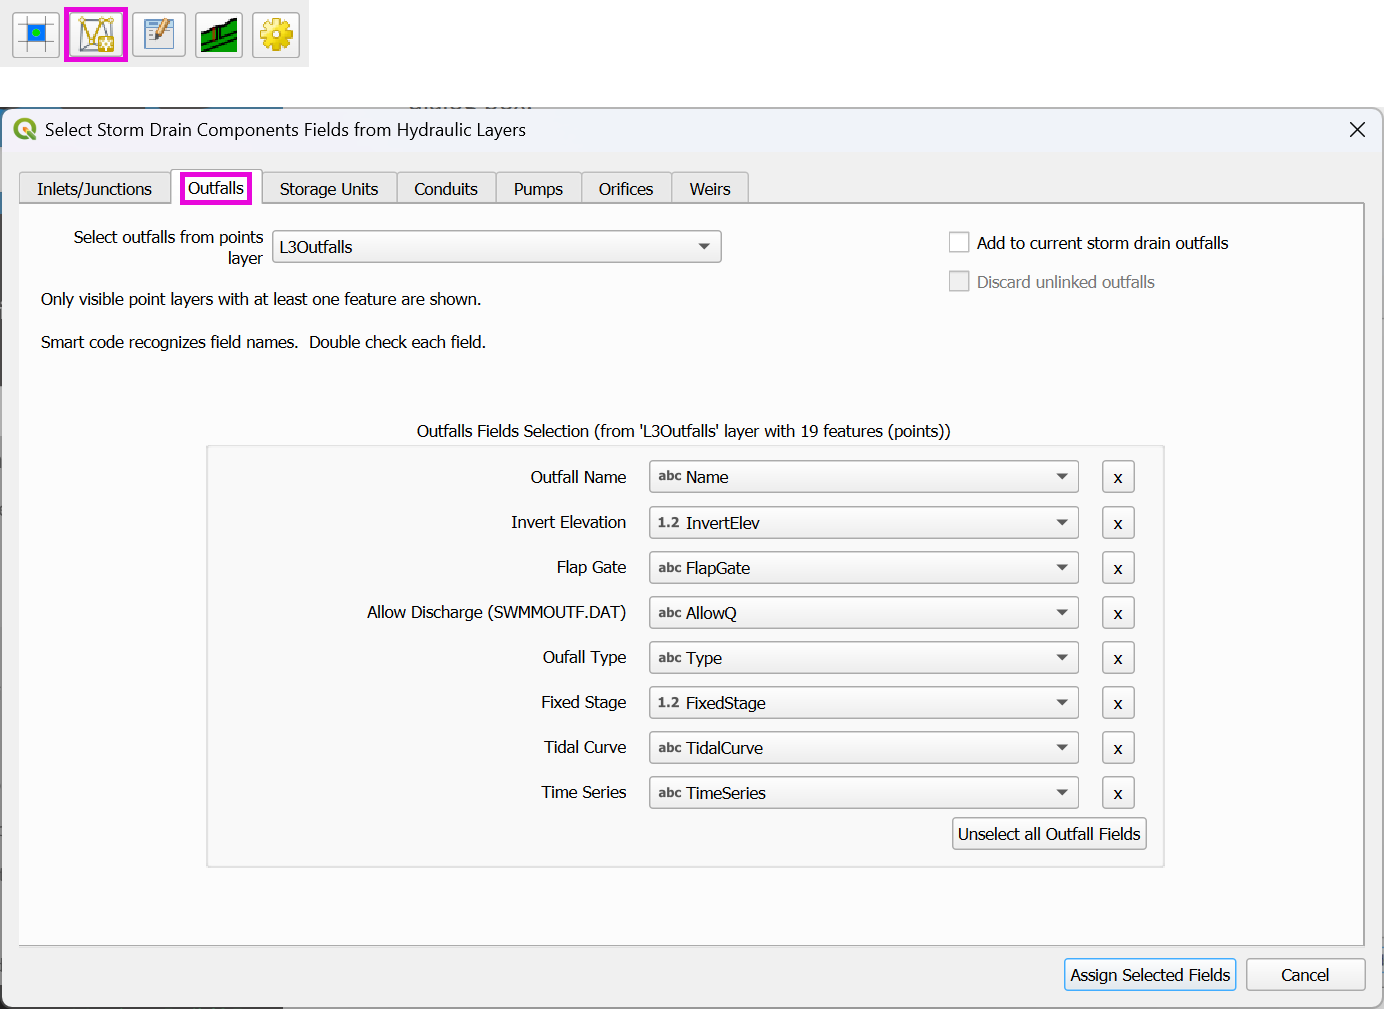 Select Storm Drain Components Fields from Hydraulic Layers
Inlets/Junctions Outfalls Storage Units Conduits Pumps Orifices Weirs
Select outfalls from points
layer
L3Outfalls
Add to current storm drain outfalls
Discard unlinked outfalls
Only visible point layers with at least one feature are shown.
Smart code recognizes field names. Double check each field.
Outfalls Fields Selection (from 'L3Outfalls' layer with 19 features (points))
Outfall Name abc Name x
Invert Elevation 1.2 InvertElev x
Flap Gate abc FlapGate x
Allow Discharge (SWMMOUTF.DAT) abc AllowQ x
Oufall Type abc Type x
Fixed Stage 1.2 FixedStage x
Tidal Curve abc TidalCurve x
Time Series abc TimeSeries x
Unselect all Outfall Fields
Assign Selected Fields Cancel